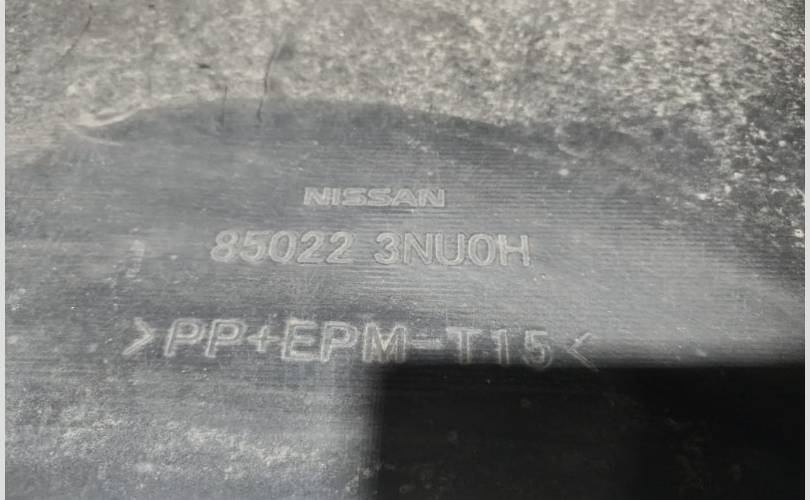 NISSAN
85022 3NU0H
>PP+EPM-T15<